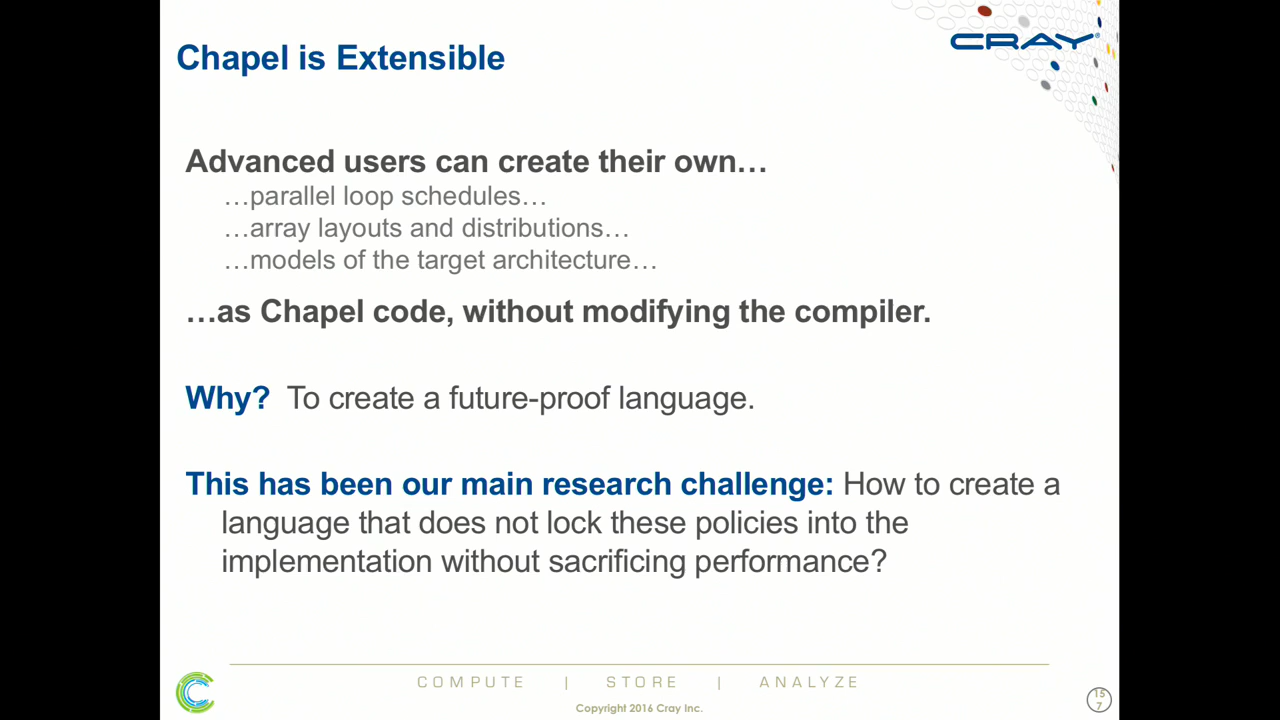 Chapel is Extensible
CRAY®
Advanced users can create their own…
…parallel loop schedules…
…array layouts and distributions…
…models of the target architecture…
…as Chapel code, without modifying the compiler.
Why? To create a future-proof language.
This has been our main research challenge: How to create a
language that does not lock these policies into the
implementation without sacrificing performance?
COMPUTE | STORE | ANALYZE
Copyright 2016 Cray Inc.
15
7